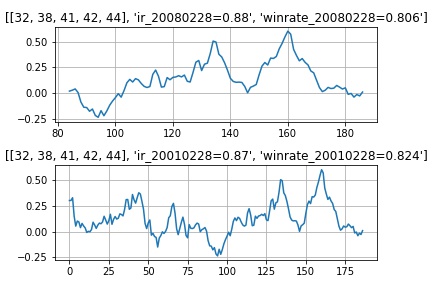 [[32, 38, 41, 42, 44], 'ir_20080228=0.88', 'winrate_20080228=0.806']
0.50
0.25
0.00
−0.25
80 100 120 140 160 180
[[32, 38, 41, 42, 44], 'ir_20010228=0.87', 'winrate_20010228=0.824']
0.50
0.25
0.00
−0.25
0 25 50 75 100 125 150 175